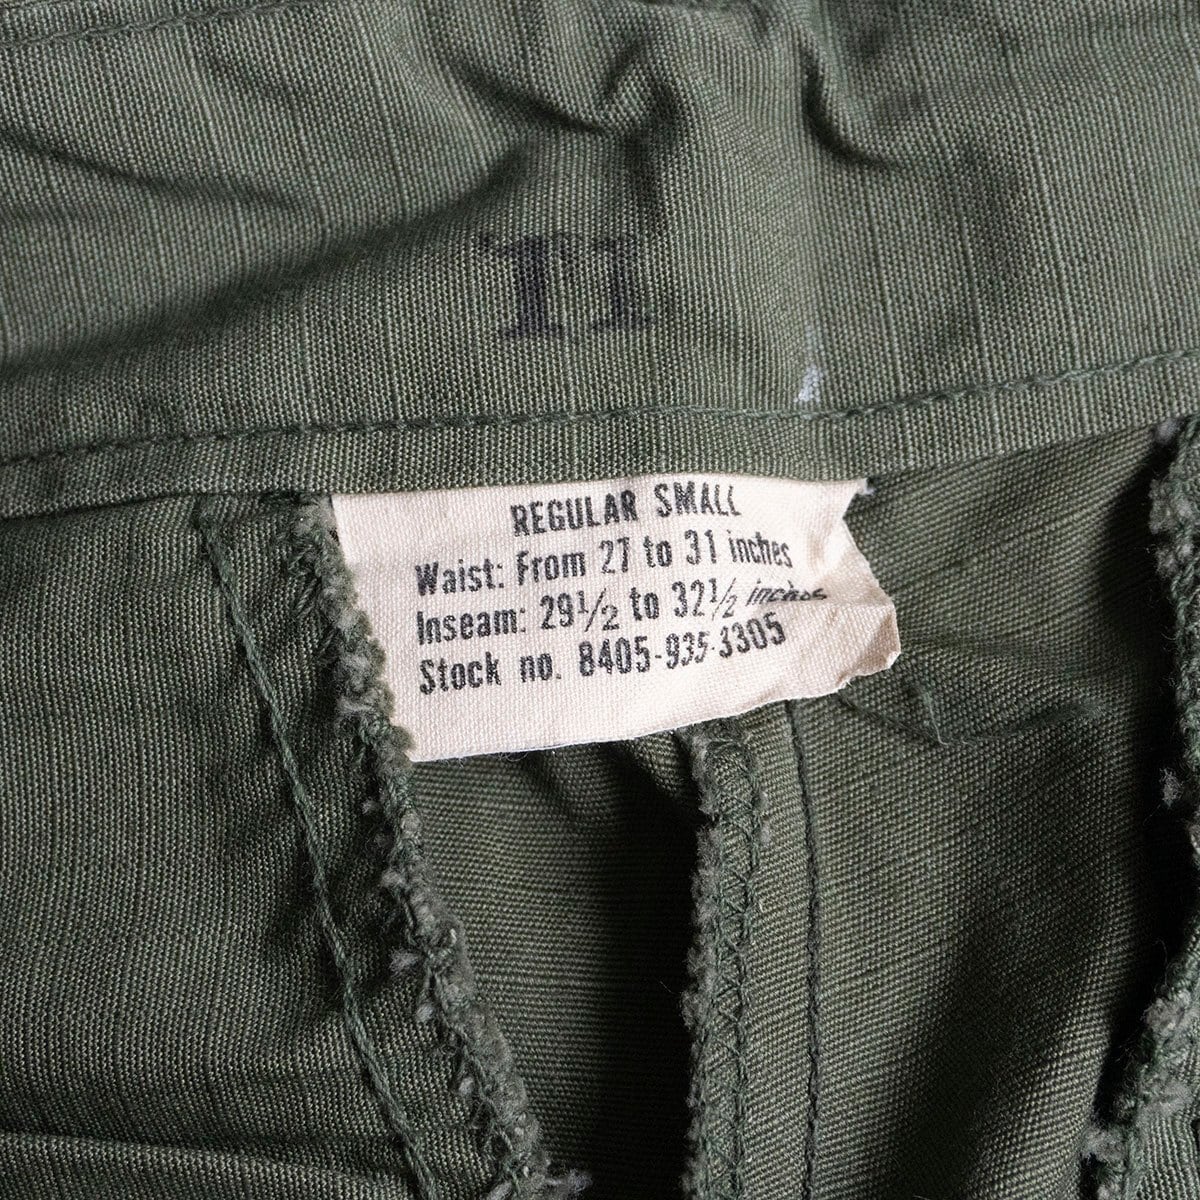 11
REGULAR SMALL
Waist: From 27 to 31 inches
Inseam: 29½ to 32½ inches
Stock no. 8405-935-3305